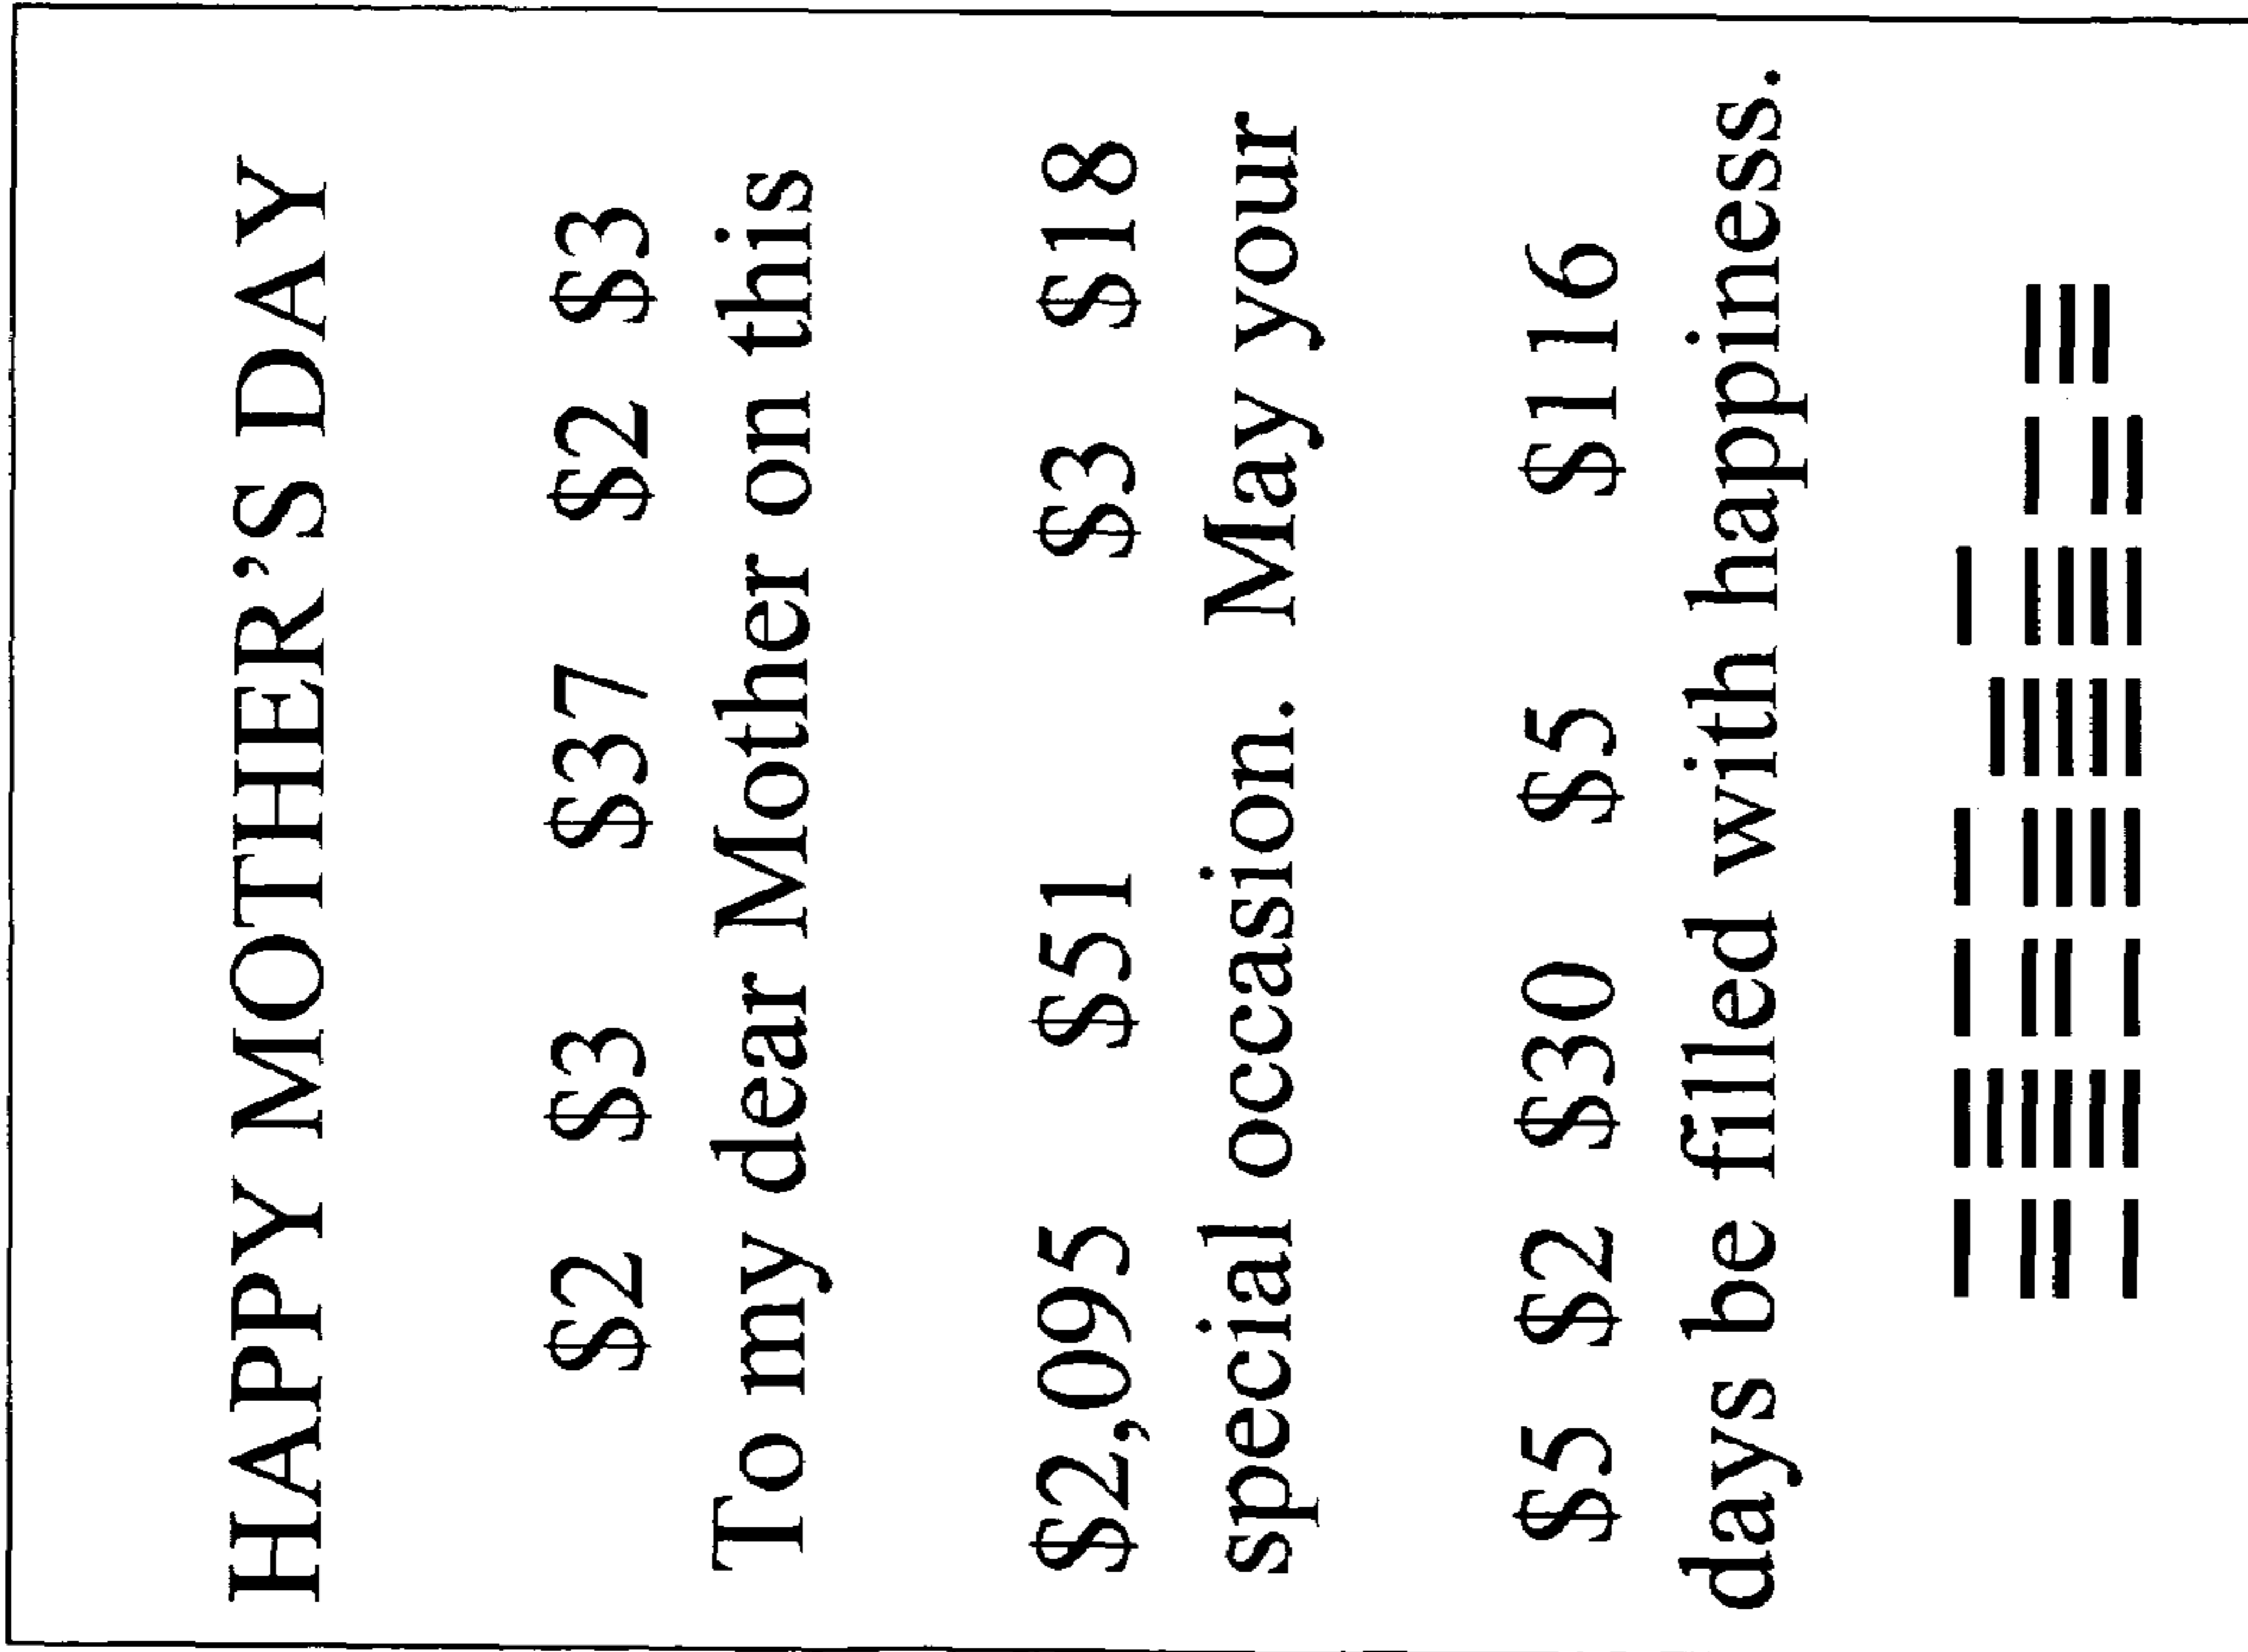 HAPPY MOTHER’S DAY
$2 $3 $37 $2 $3
To my dear Mother on this
$2,095 $51 $3 $18
special occasion. May your
$5 $2 $30 $5 $116
days be filled with happiness.